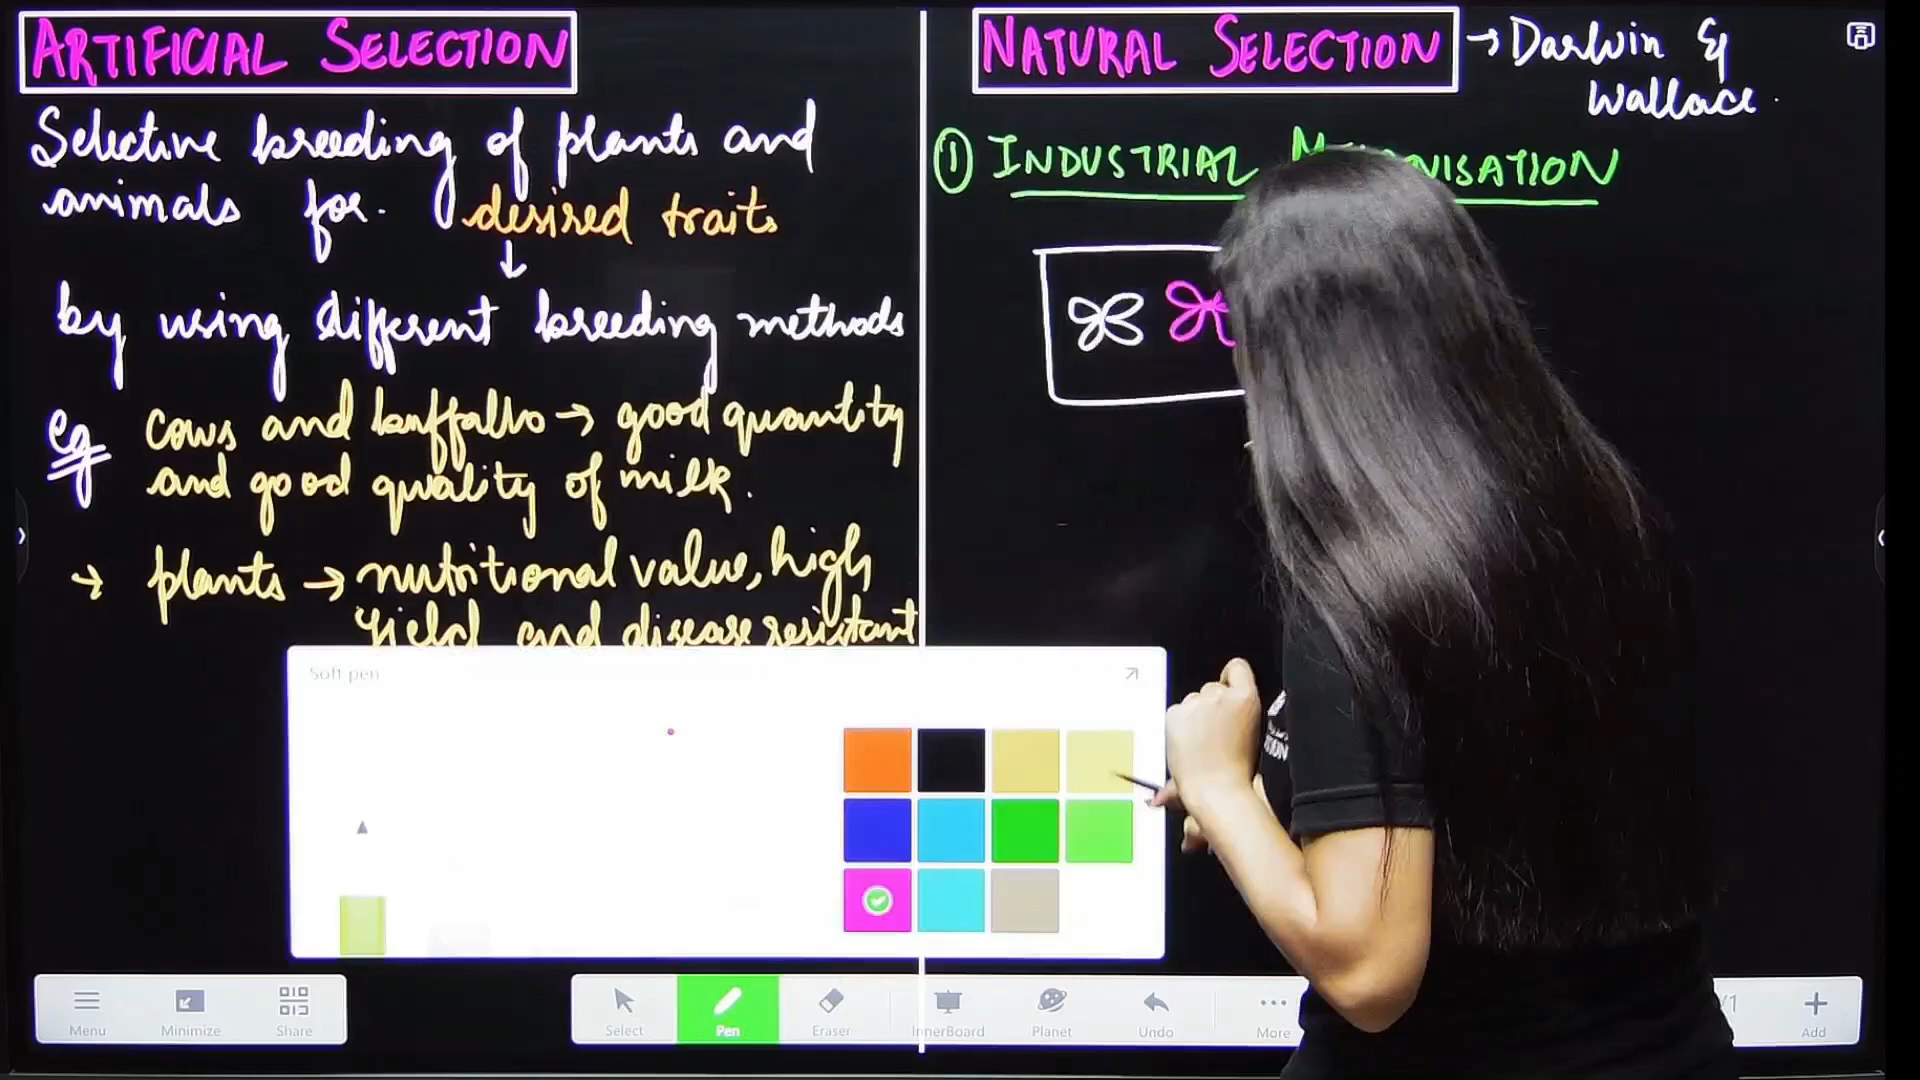 ARTIFICIAL SELECTION
Selective breeding of plants and
animals for. desired traits
↓
by using different breeding methods
eg cows and buffallo → good quantity
and good quality of milk.
→ plants → nutritional value, high
yield and disease resistant
NATURAL SELECTION → Darwin &
Wallace.
① INDUSTRIAL
Soft pen
Menu
Minimize
Share
Select
Pen
Eraser
InnerBoard
Planet
Undo
More
/1
Add